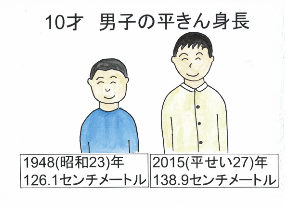 10才 男子の平きん身長
1948(昭和23)年
126.1センチメートル
2015(平せい27)年
138.9センチメートル